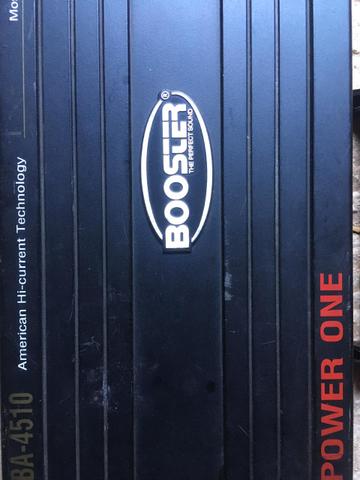 American Hi-current Technology
BA-4510
BOOSTER®
THE PERFECT SOUND
POWER ONE